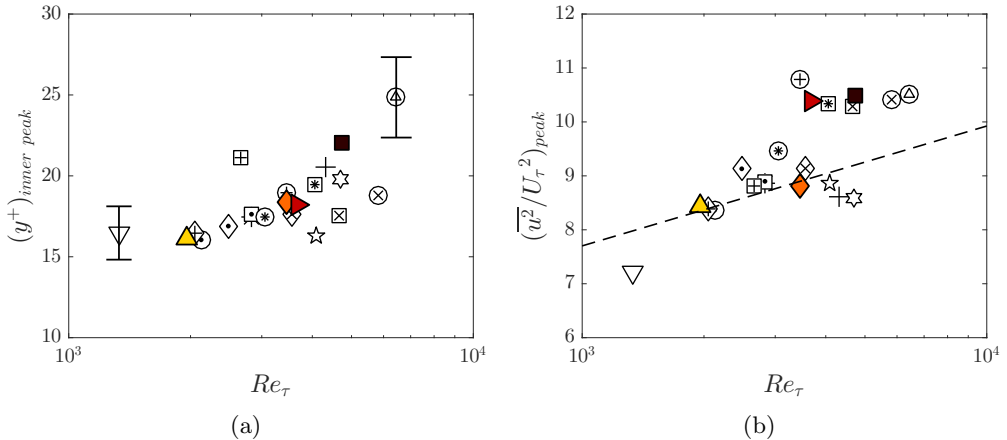 30
25
20
15
10
10³
10⁴
(y⁺)inner peak
Reτ
(a)
12
11
10
9
8
7
6
10³
10⁴
(u̅²/Uτ²)peak
Reτ
(b)